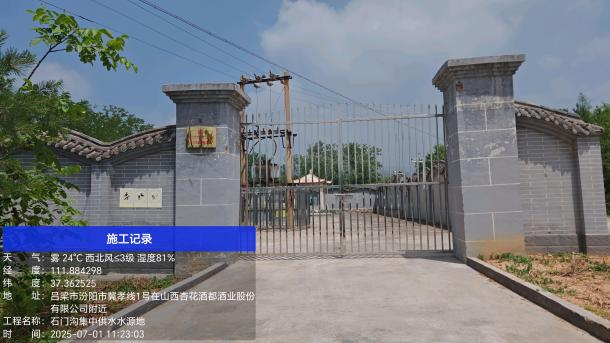 施工记录
天 气：雾 24℃ 西北风≤3级 湿度81%
经 度：111.884298
纬 度：37.362525
地 址：吕梁市汾阳市冀孝线1号在山西杏花酒都酒业股份
有限公司附近
工程名称：石门沟集中供水水源地
时 间：2025-07-01 11:23:03